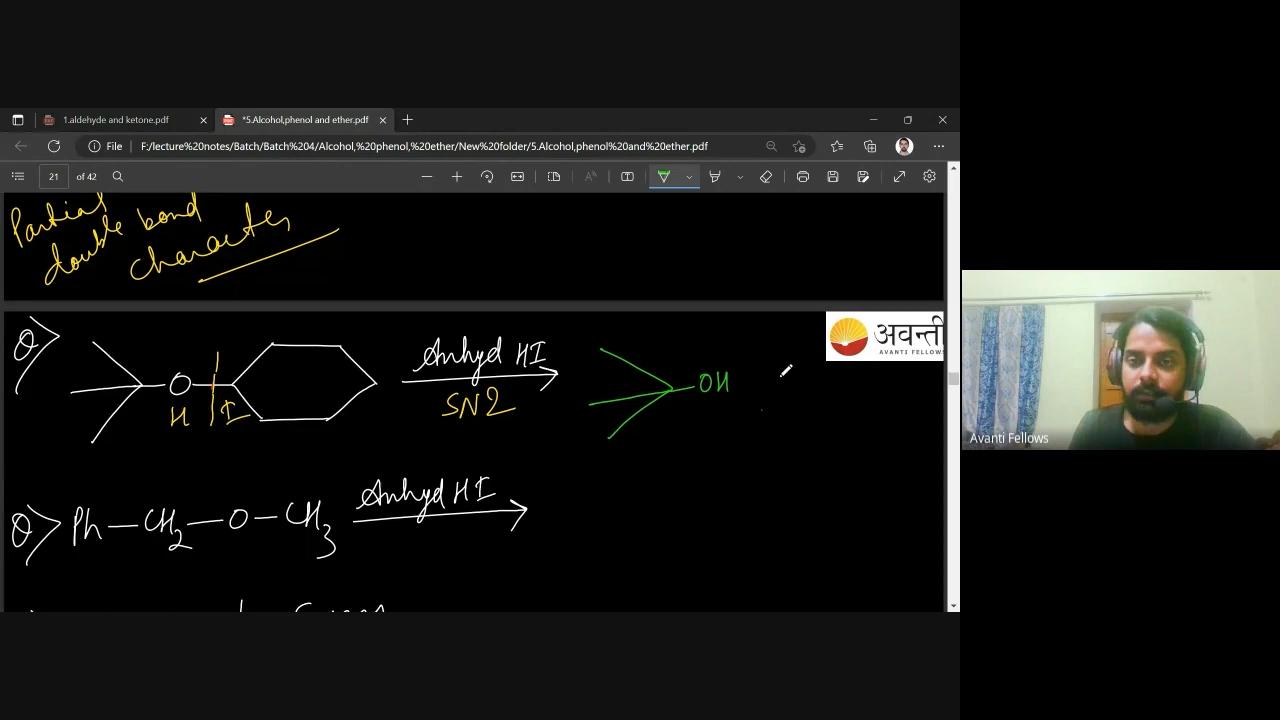 1.aldehyde and ketone.pdf
*5.Alcohol,phenol and ether.pdf
File
F:/lecture%20notes/Batch/Batch%204/Alcohol,%20phenol,%20ether/New%20folder/5.Alcohol,phenol%20and%20ether.pdf
21 of 42
Partial
double bond
character
अवन्ती
AVANTI FELLOWS
Q> O Anhyd HI OH
H I SN2
Q> Ph—CH2—O—CH3 Anhyd HI
Avanti Fellows